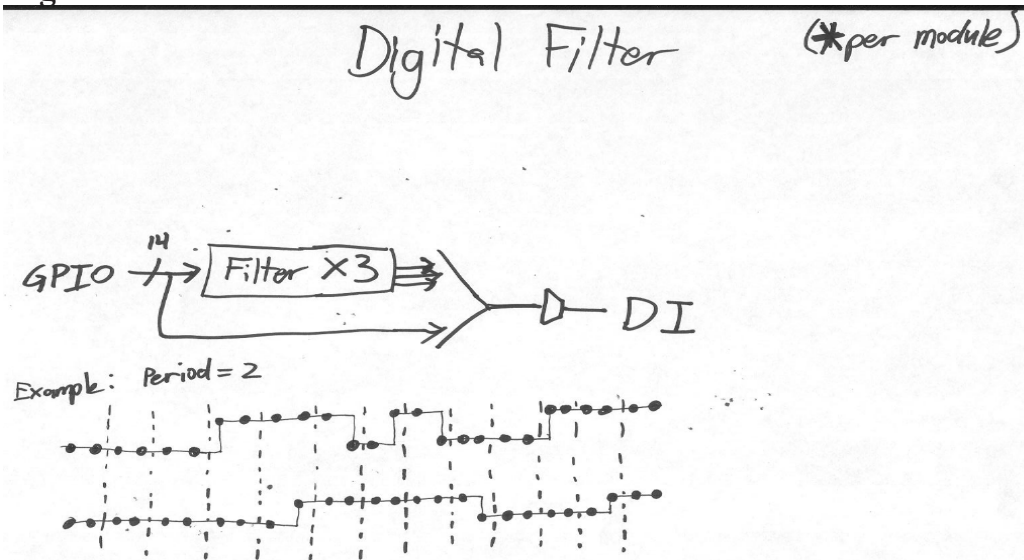 Digital Filter
(*per module)
14
GPIO
Filter X3
DI
Example: Period = 2